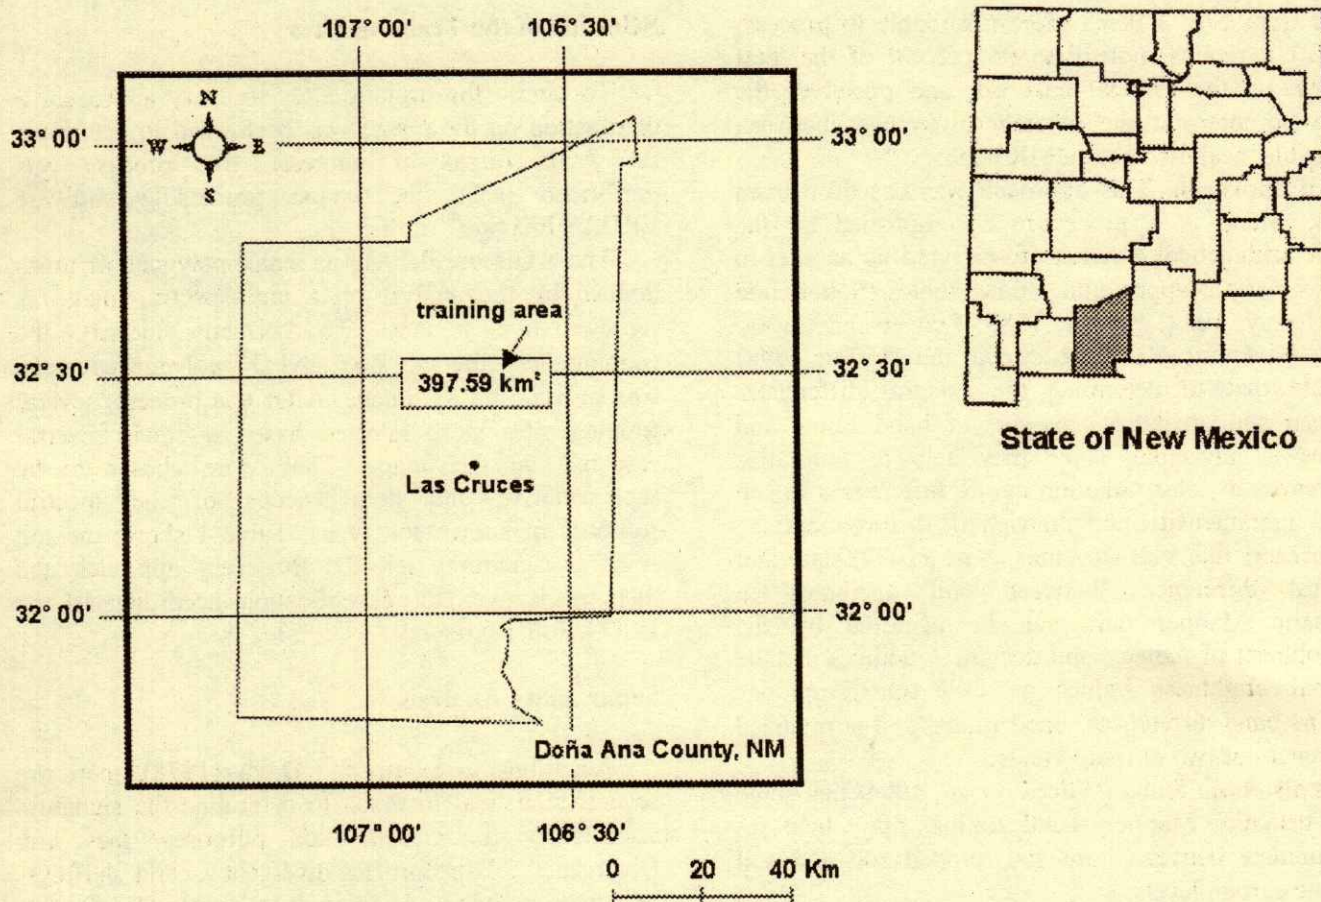 107° 00' 106° 30'
N
W E
S
33° 00' 33° 00'
training area
32° 30' 32° 30'
397.59 km²
State of New Mexico
Las Cruces
32° 00' 32° 00'
Doña Ana County, NM
107° 00' 106° 30'
0 20 40 Km